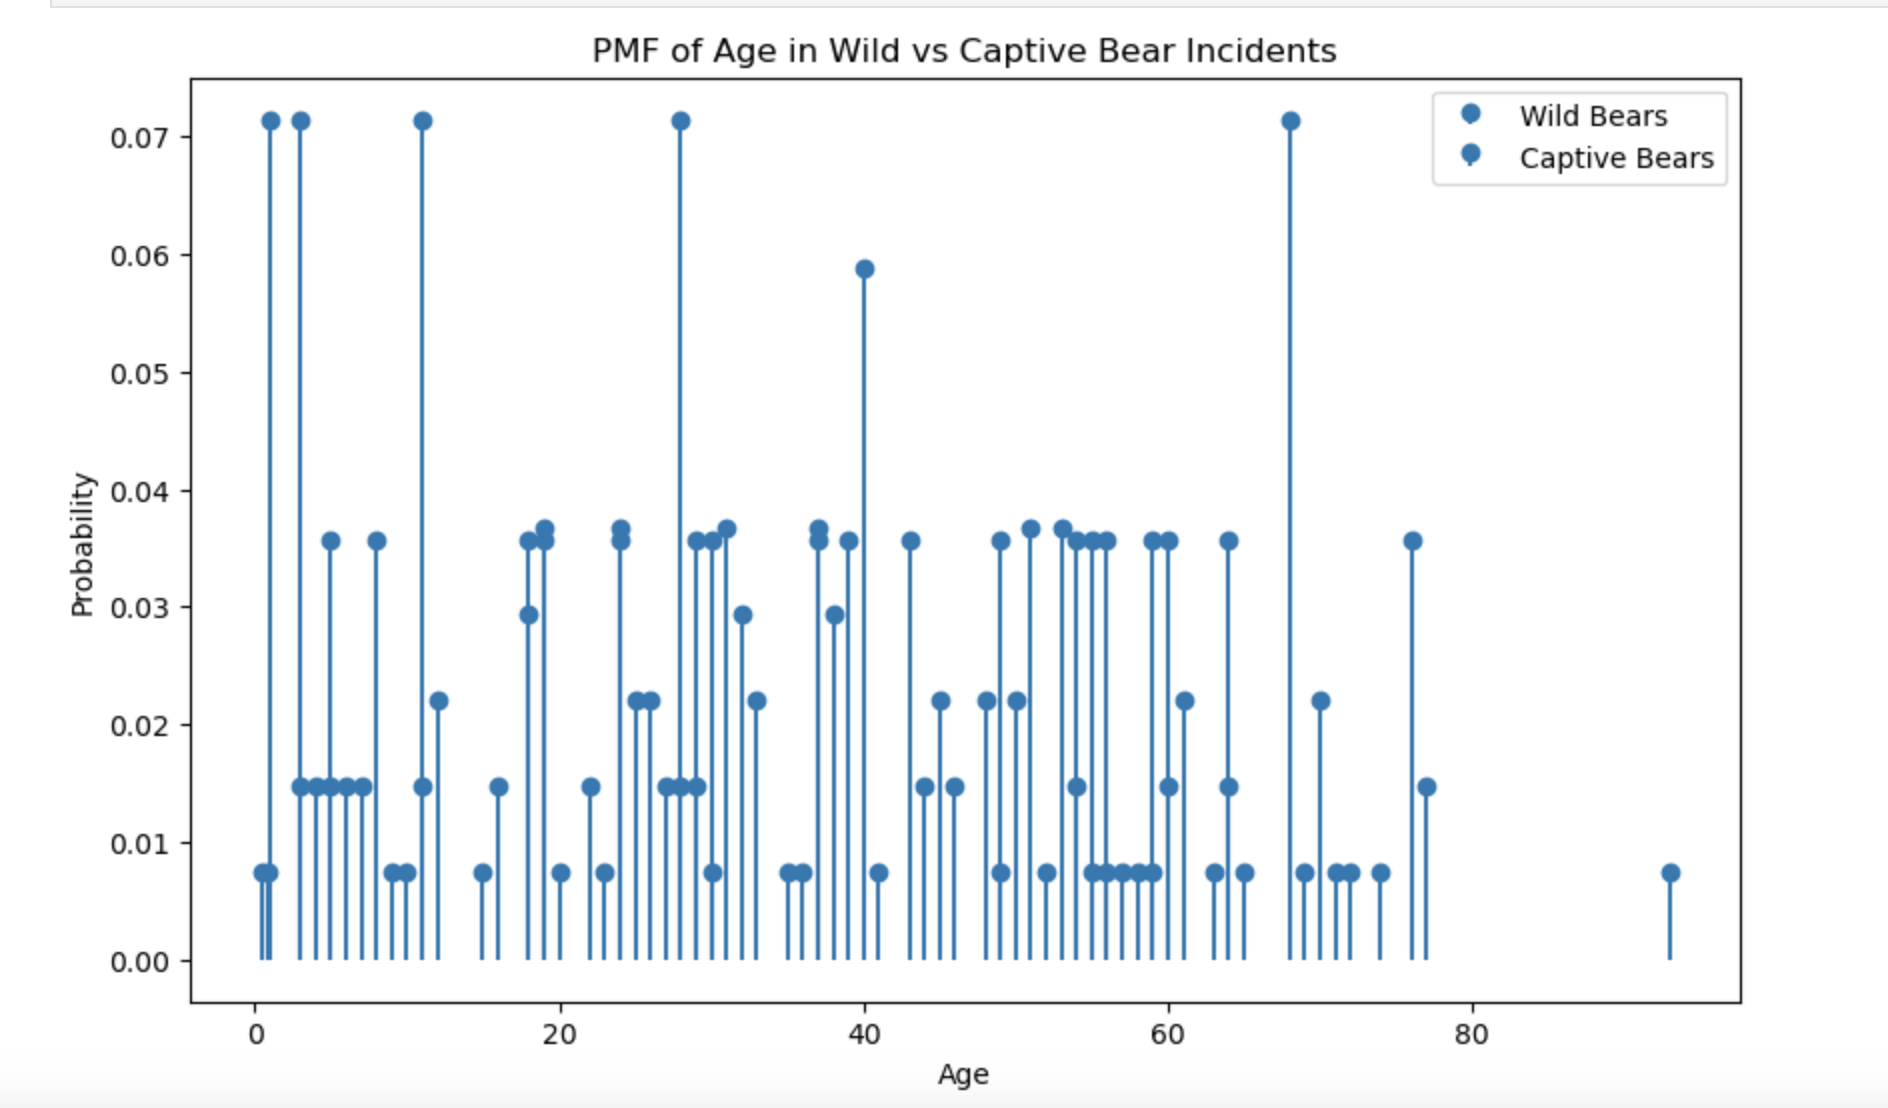 PMF of Age in Wild vs Captive Bear Incidents
Wild Bears
Captive Bears
0.07
0.06
0.05
0.04
0.03
0.02
0.01
0.00
Probability
0 20 40 60 80
Age